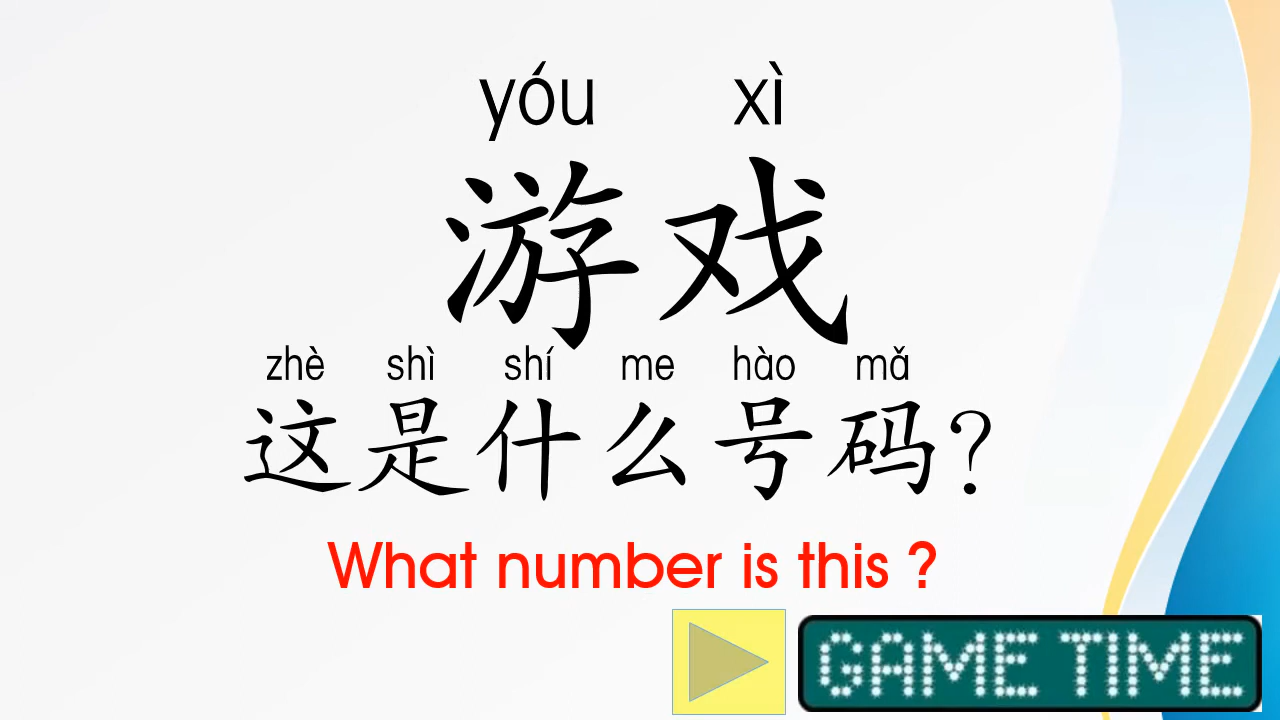 yóu xì
游戏
zhè shì shí me hào mǎ
这是什么号码？
What number is this ?
GAME TIME